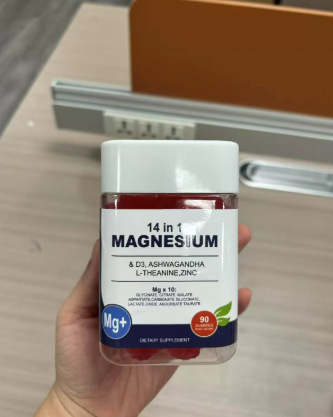 14 in 1
MAGNESIUM
& D3, ASHWAGANDHA
L-THEANINE,ZINC
Mg x 10:
GLYCINATE, CITRATE, MALATE
ASPARTATE,CARBONATE GLUCONATE,
LACTATE,OXIDE, ASCORBATE TAURATE
Mg+
90
GUMMIES
DIETARY SUPPLEMENT